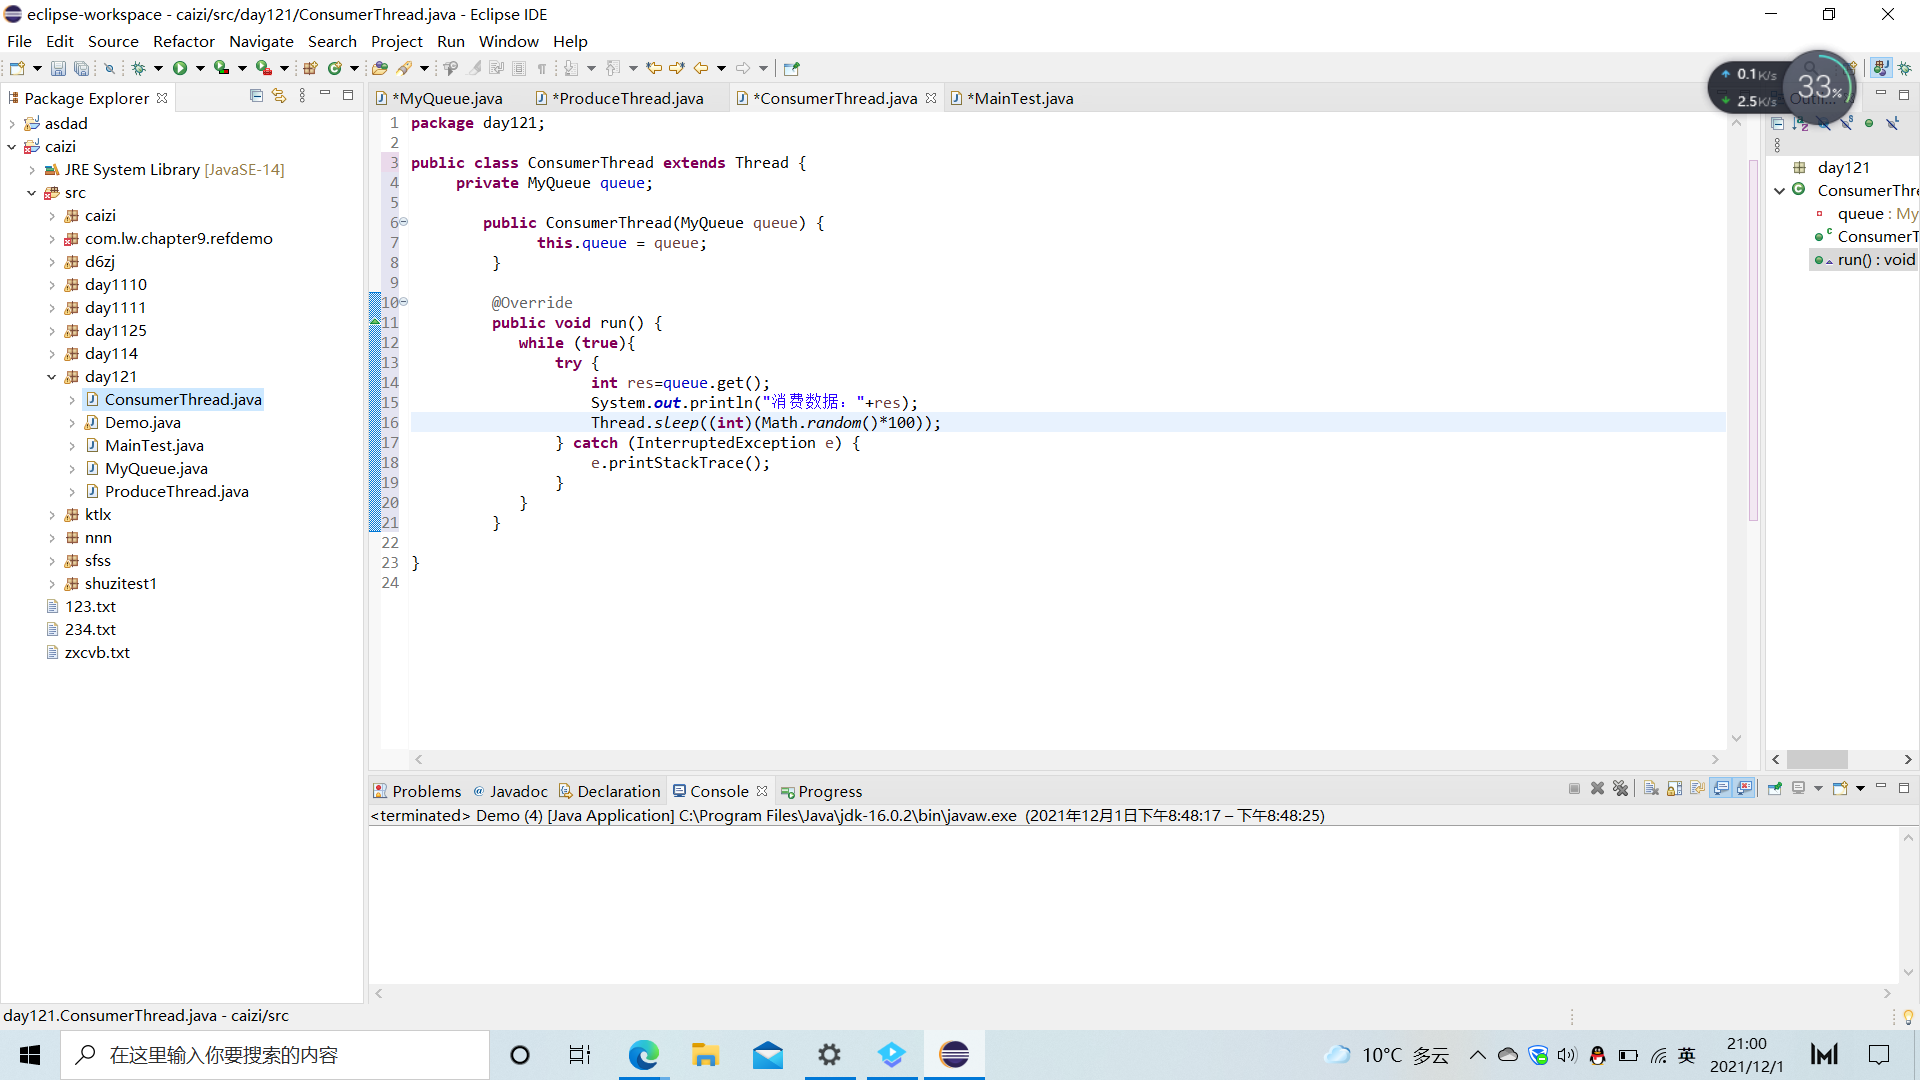 eclipse-workspace - caizi/src/day121/ConsumerThread.java - Eclipse IDE
File Edit Source Refactor Navigate Search Project Run Window Help
Package Explorer
*MyQueue.java *ProduceThread.java *ConsumerThread.java *MainTest.java
0.1K/s
2.5K/s
33%
asdad
caizi
JRE System Library [JavaSE-14]
src
caizi
com.lw.chapter9.refdemo
d6zj
day1110
day1111
day1125
day114
day121
ConsumerThread.java
Demo.java
MainTest.java
MyQueue.java
ProduceThread.java
ktlx
nnn
sfss
shuzitest1
123.txt
234.txt
zxcvb.txt
1 package day121;
2
3 public class ConsumerThread extends Thread {
4 private MyQueue queue;
5
6 public ConsumerThread(MyQueue queue) {
7 this.queue = queue;
8 }
9
10 @Override
11 public void run() {
12 while (true){
13 try {
14 int res=queue.get();
15 System.out.println("消费数据："+res);
16 Thread.sleep((int)(Math.random()*100));
17 } catch (InterruptedException e) {
18 e.printStackTrace();
19 }
20 }
21 }
22
23 }
24
day121
ConsumerThre
queue : My
ConsumerT
run() : void
Problems Javadoc Declaration Console Progress
<terminated> Demo (4) [Java Application] C:\Program Files\Java\jdk-16.0.2\bin\javaw.exe (2021年12月1日下午8:48:17 – 下午8:48:25)
day121.ConsumerThread.java - caizi/src
在这里输入你要搜索的内容
10°C 多云
英
21:00
2021/12/1